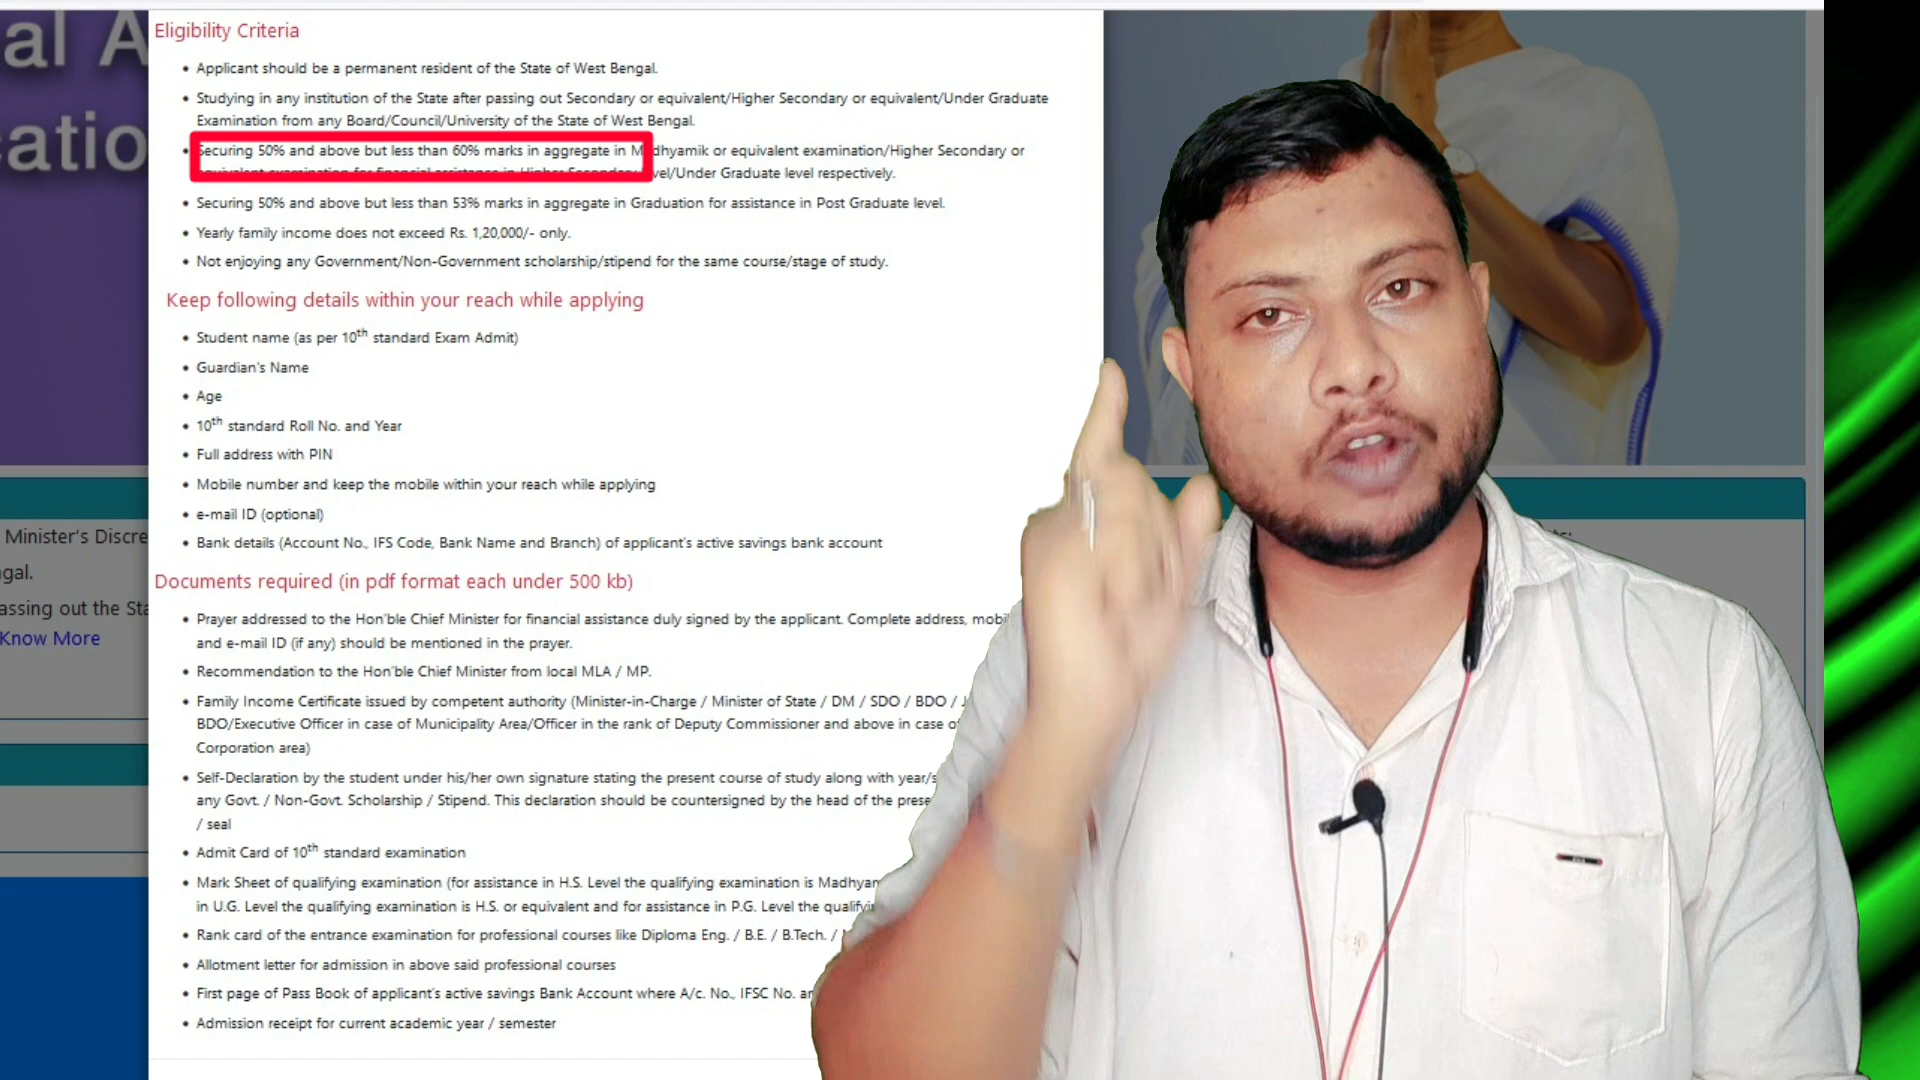 al A
catio
Eligibility Criteria
Applicant should be a permanent resident of the State of West Bengal.
Studying in any institution of the State after passing out Secondary or equivalent/Higher Secondary or equivalent/Under Graduate
Examination from any Board/Council/University of the State of West Bengal.
Securing 50% and above but less than 60% marks in aggregate in Madhyamik or equivalent examination/Higher Secondary or
equivalent examination for financial assistance in Higher Secondary level/Under Graduate level respectively.
Securing 50% and above but less than 53% marks in aggregate in Graduation for assistance in Post Graduate level.
Yearly family income does not exceed Rs. 1,20,000/- only.
Not enjoying any Government/Non-Government scholarship/stipend for the same course/stage of study.
Keep following details within your reach while applying
Student name (as per 10th standard Exam Admit)
Guardian's Name
Age
10th standard Roll No. and Year
Full address with PIN
Mobile number and keep the mobile within your reach while applying
e-mail ID (optional)
Bank details (Account No., IFS Code, Bank Name and Branch) of applicant's active savings bank account
Minister's Discre
gal.
assing out the Sta
Know More
Documents required (in pdf format each under 500 kb)
Prayer addressed to the Hon'ble Chief Minister for financial assistance duly signed by the applicant. Complete address, mobil
and e-mail ID (if any) should be mentioned in the prayer.
Recommendation to the Hon'ble Chief Minister from local MLA / MP.
Family Income Certificate issued by competent authority (Minister-in-Charge / Minister of State / DM / SDO / BDO / J
BDO/Executive Officer in case of Municipality Area/Officer in the rank of Deputy Commissioner and above in case of
Corporation area)
Self-Declaration by the student under his/her own signature stating the present course of study along with year/s
any Govt. / Non-Govt. Scholarship / Stipend. This declaration should be countersigned by the head of the prese
/ seal
Admit Card of 10th standard examination
Mark Sheet of qualifying examination (for assistance in H.S. Level the qualifying examination is Madhyam
in U.G. Level the qualifying examination is H.S. or equivalent and for assistance in P.G. Level the qualifyi
Rank card of the entrance examination for professional courses like Diploma Eng. / B.E. / B.Tech. /
Allotment letter for admission in above said professional courses
First page of Pass Book of applicant's active savings Bank Account where A/c. No., IFSC No. an
Admission receipt for current academic year / semester